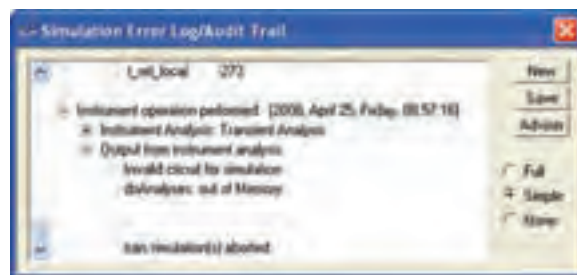 Simulation Error Log/Audit Trail
New
Save
Advise
Instrument operation performed [2008, April 25, Friday, 08:57:16]
Instrument Analysis: Transient Analysis
Output from instrument analysis
Invalid circuit for simulation
doAnalyses: out of Memory
tran simulation(s) aborted
Full
Simple
None